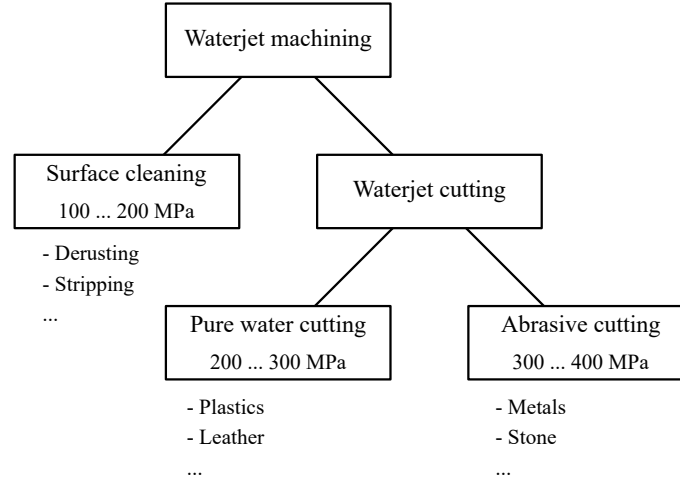 Waterjet machining
Surface cleaning
100 ... 200 MPa
- Derusting
- Stripping
...
Waterjet cutting
Pure water cutting
200 ... 300 MPa
- Plastics
- Leather
...
Abrasive cutting
300 ... 400 MPa
- Metals
- Stone
...